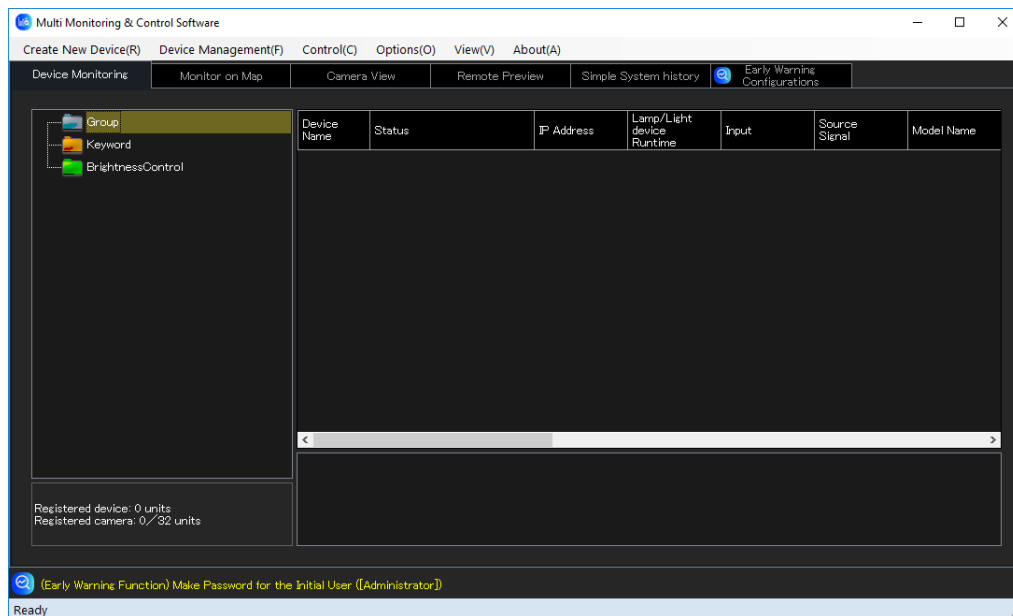 Multi Monitoring & Control Software
Create New Device(R) Device Management(F) Control(C) Options(O) View(V) About(A)
Device Monitoring Monitor on Map Camera View Remote Preview Simple System history Early Warning
Configurations
Group
Keyword
BrightnessControl
Device
Name
Status
IP Address
Lamp/Light
device
Runtime
Input
Source
Signal
Model Name
Registered device: 0 units
Registered camera: 0/32 units
(Early Warning Function) Make Password for the Initial User ([Administrator])
Ready